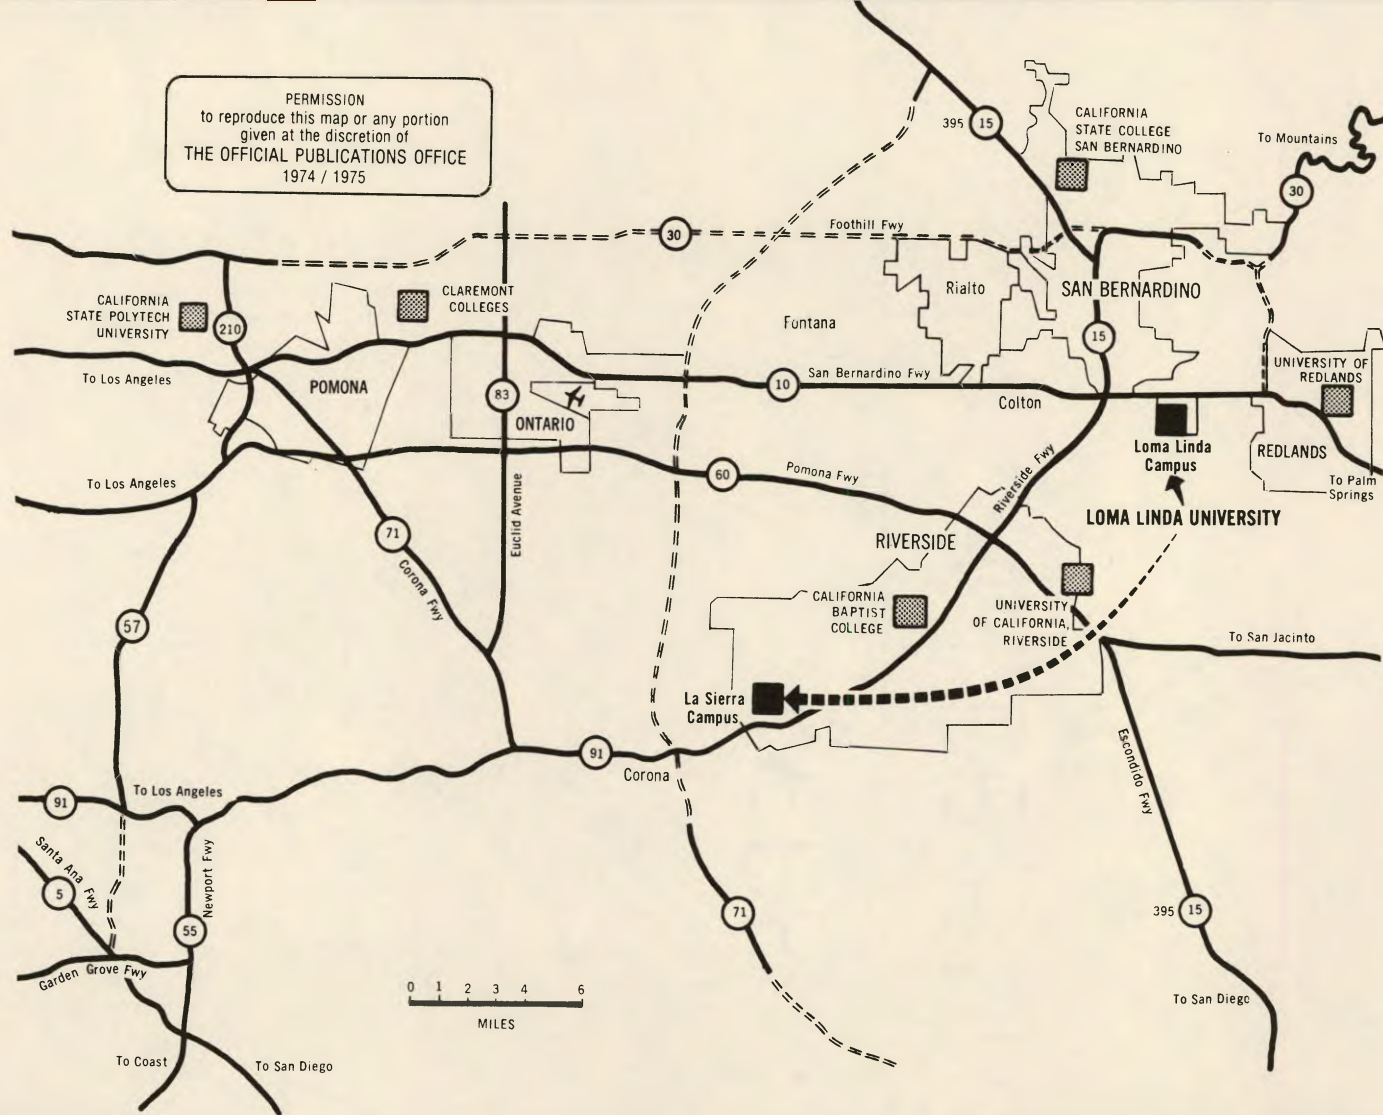 PERMISSION
to reproduce this map or any portion
given at the discretion of
THE OFFICIAL PUBLICATIONS OFFICE
1974 / 1975
395
15
CALIFORNIA
STATE COLLEGE
SAN BERNARDINO
To Mountains
30
30
Foothill Fwy
CALIFORNIA
STATE POLYTECH
UNIVERSITY
210
CLAREMONT
COLLEGES
Rialto
SAN BERNARDINO
Fontana
15
To Los Angeles
POMONA
83
ONTARIO
10
San Bernardino Fwy
Colton
UNIVERSITY OF
REDLANDS
Loma Linda
Campus
REDLANDS
To Palm
Springs
To Los Angeles
60
Pomona Fwy
Riverside Fwy
LOMA LINDA UNIVERSITY
Euclid Avenue
71
Corona Fwy
RIVERSIDE
CALIFORNIA
BAPTIST
COLLEGE
UNIVERSITY
OF CALIFORNIA,
RIVERSIDE
To San Jacinto
57
La Sierra
Campus
91
Corona
Escondido Fwy
91
To Los Angeles
Santa Ana Fwy
5
Newport Fwy
55
71
395
15
Garden Grove Fwy
0 1 2 3 4 6
MILES
To San Diego
To Coast
To San Diego